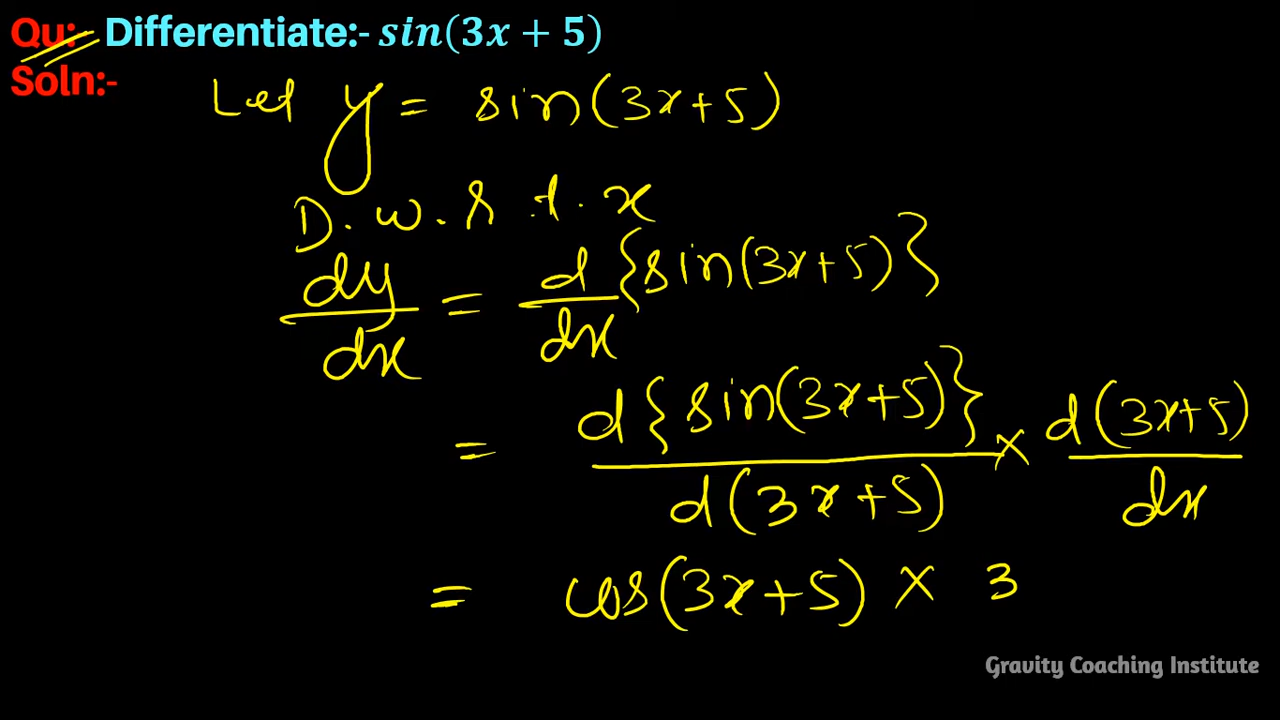 Qu:- Differentiate:- sin(3x + 5)
Soln:-
Let y = sin(3x+5)
D. w. r. t. x
dy/dx = d/dx {sin(3x+5)}
= d{sin(3x+5)}/d(3x+5) × d(3x+5)/dx
= cos(3x+5) × 3
Gravity Coaching Institute